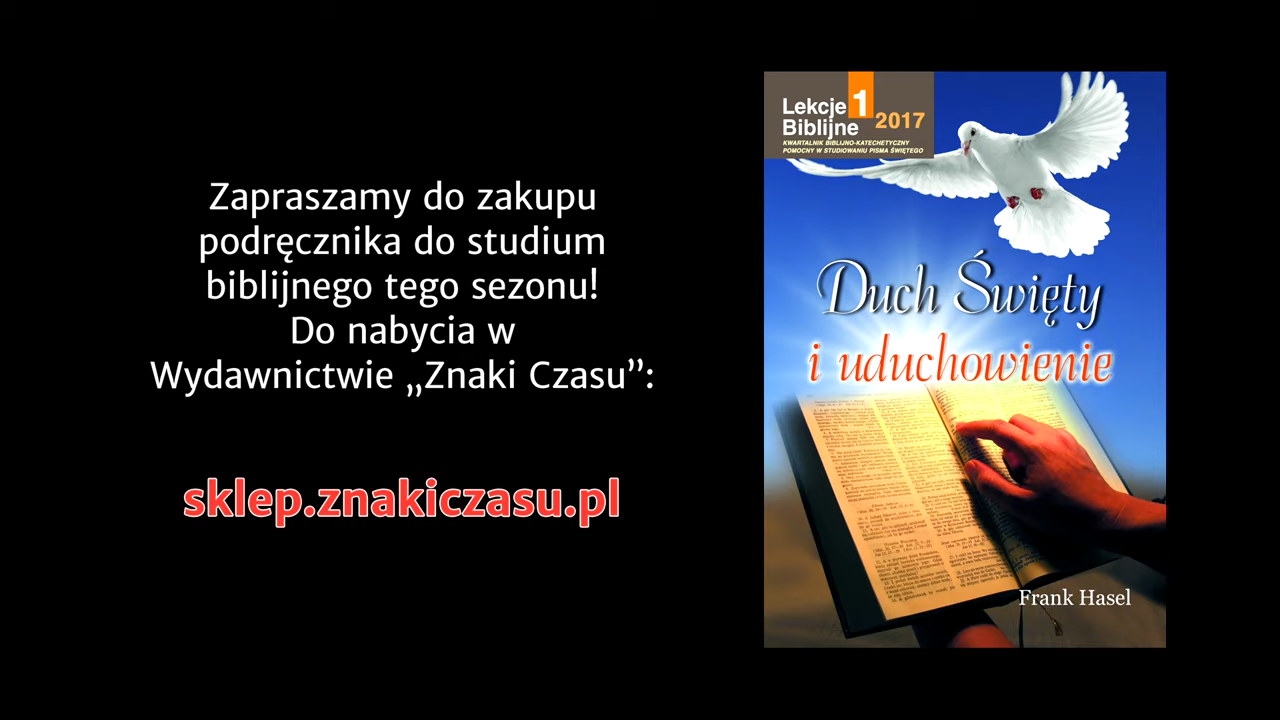 Zapraszamy do zakupu
podręcznika do studium
biblijnego tego sezonu!
Do nabycia w
Wydawnictwie „Znaki Czasu”:
sklep.znakiczasu.pl
Lekcje 1
Biblijne 2017
KWARTALNIK BIBLIJNO-KATECHETYCZNY
POMOCNY W STUDIOWANIU PISMA ŚWIĘTEGO
Duch Święty
i uduchowienie
Frank Hasel